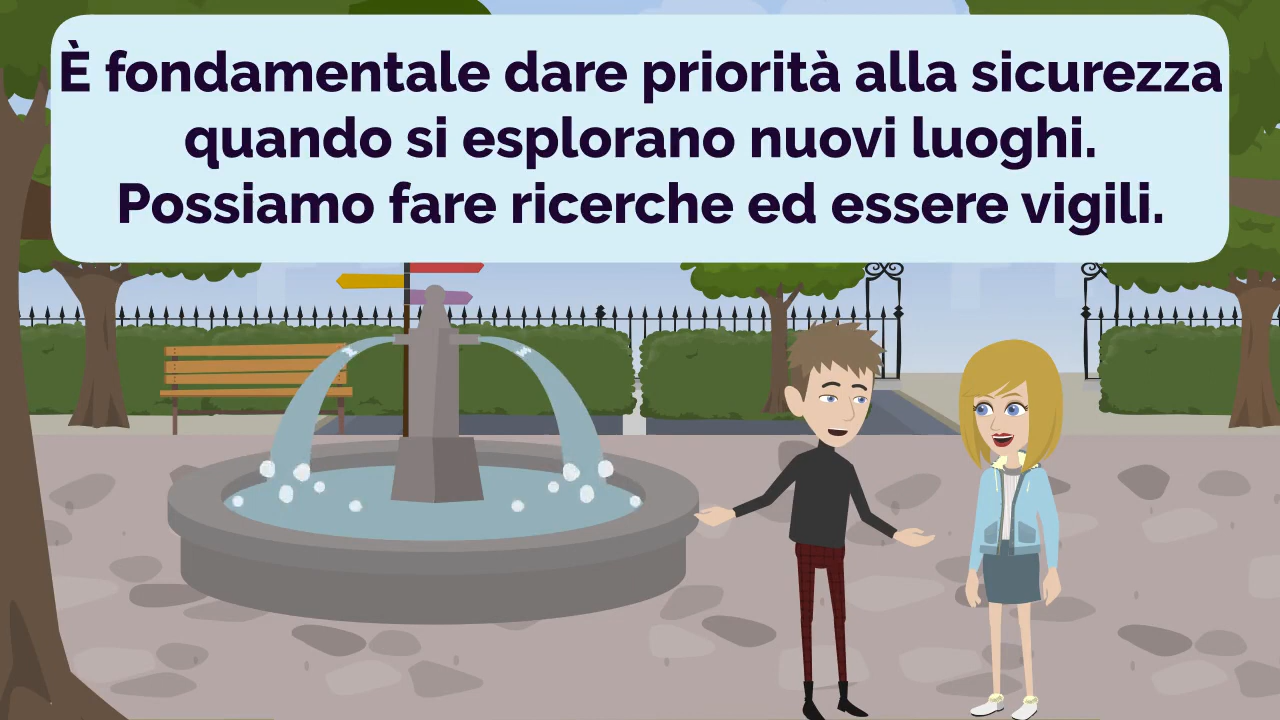 È fondamentale dare priorità alla sicurezza
quando si esplorano nuovi luoghi.
Possiamo fare ricerche ed essere vigili.